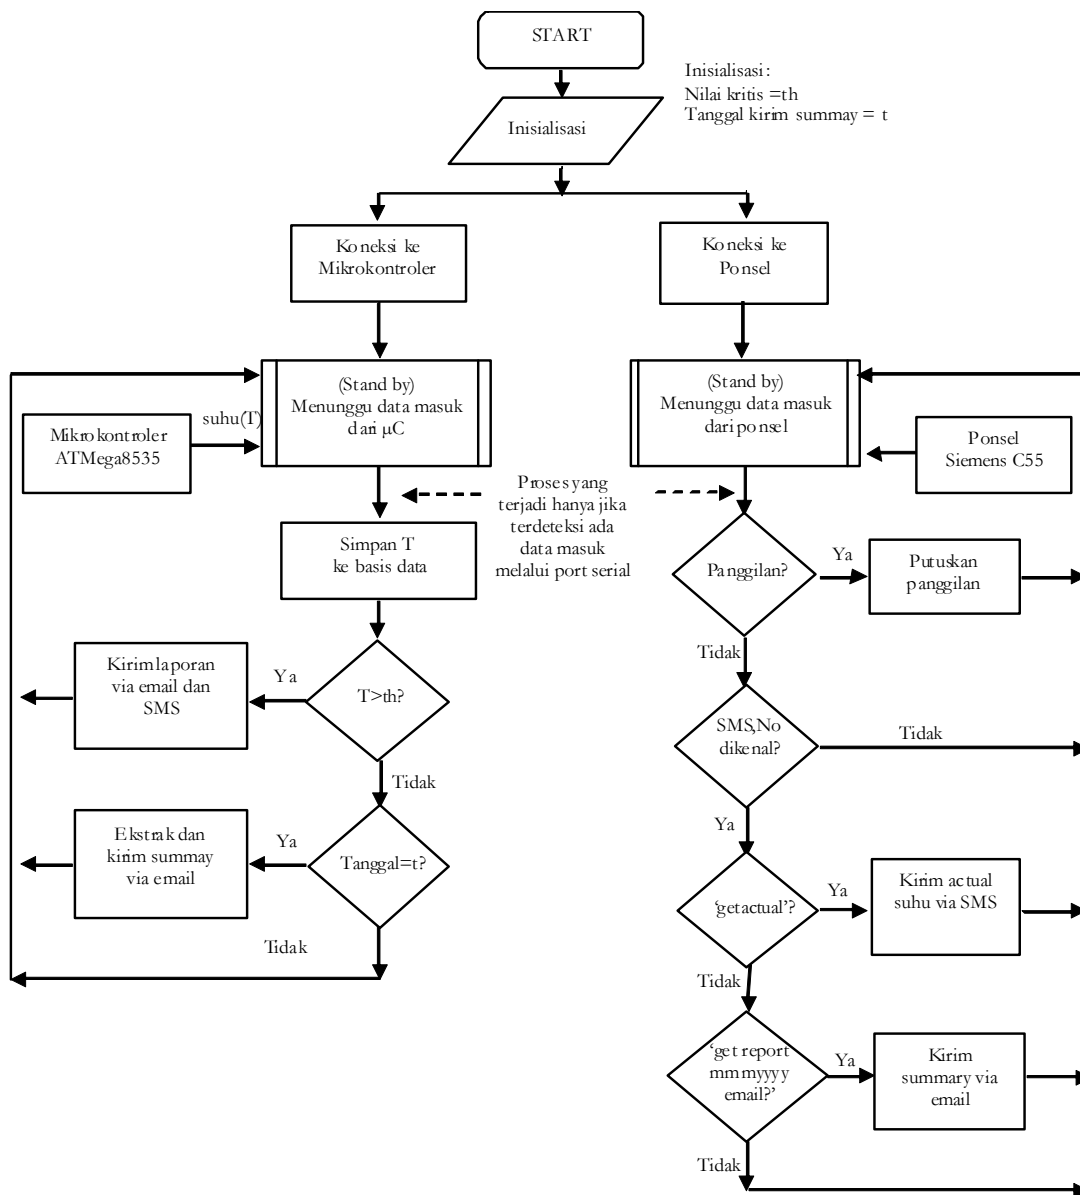 START
Inisialisasi:
Nilai kritis =th
Tanggal kirim summay = t
Inisialisasi
Koneksi ke
Mikrokontroler
Koneksi ke
Ponsel
(Stand by)
Menunggu data masuk
dari µC
(Stand by)
Menunggu data masuk
dari ponsel
suhu(T)
Mikrokontroler
ATMega8535
Ponsel
Siemens C55
Proses yang
terjadi hanya jika
terdeteksi ada
data masuk
melalui port serial
Simpan T
ke basis data
Panggilan?
Ya
Putuskan
panggilan
Tidak
Kirim laporan
via email dan
SMS
Ya
T>th?
Tidak
SMS,No
dikenal?
Tidak
Ya
Ekstrak dan
kirim summay
via email
Ya
Tanggal=t?
Tidak
‘getactual’?
Ya
Kirim actual
suhu via SMS
Tidak
‘get report
mmmyyyy
email?’
Ya
Kirim
summary via
email
Tidak